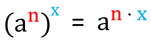 (aⁿ)ˣ = aⁿ ˙ ˣ